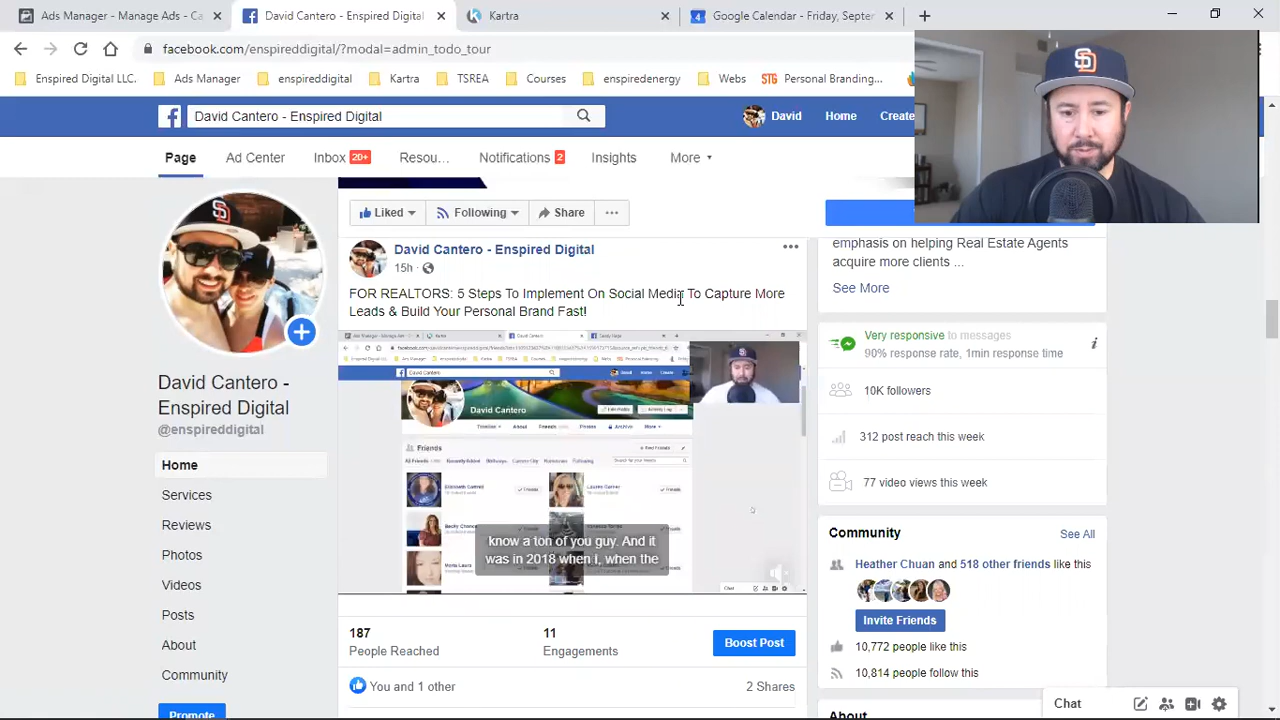 Ads Manager - Manage Ads - Ca
David Cantero - Enspired Digital
Kartra
Google Calendar - Friday, Septer
facebook.com/enspireddigital/?modal=admin_todo_tour
Enspired Digital LLC.
Ads Manager
enspireddigital
Kartra
TSREA
Courses
enspiredenergy
Webs
STG
Personal Branding...
David Cantero - Enspired Digital
David
Home
Create
Page
Ad Center
Inbox
20+
Resou...
Notifications
2
Insights
More
Liked
Following
Share
David Cantero - Enspired Digital
15h
FOR REALTORS: 5 Steps To Implement On Social Media To Capture More
Leads & Build Your Personal Brand Fast!
David Cantero
Friends
know a ton of you guy. And it
was in 2018 when i, when the
187
People Reached
11
Engagements
Boost Post
You and 1 other
2 Shares
David Cantero -
Enspired Digital
@enspireddigital
Home
Services
Reviews
Photos
Videos
Posts
About
Community
Promote
emphasis on helping Real Estate Agents
acquire more clients ...
See More
Very responsive to messages
90% response rate, 1min response time
10K followers
312 post reach this week
77 video views this week
Community
See All
Heather Chuan and 518 other friends like this
Invite Friends
10,772 people like this
10,814 people follow this
About
Chat